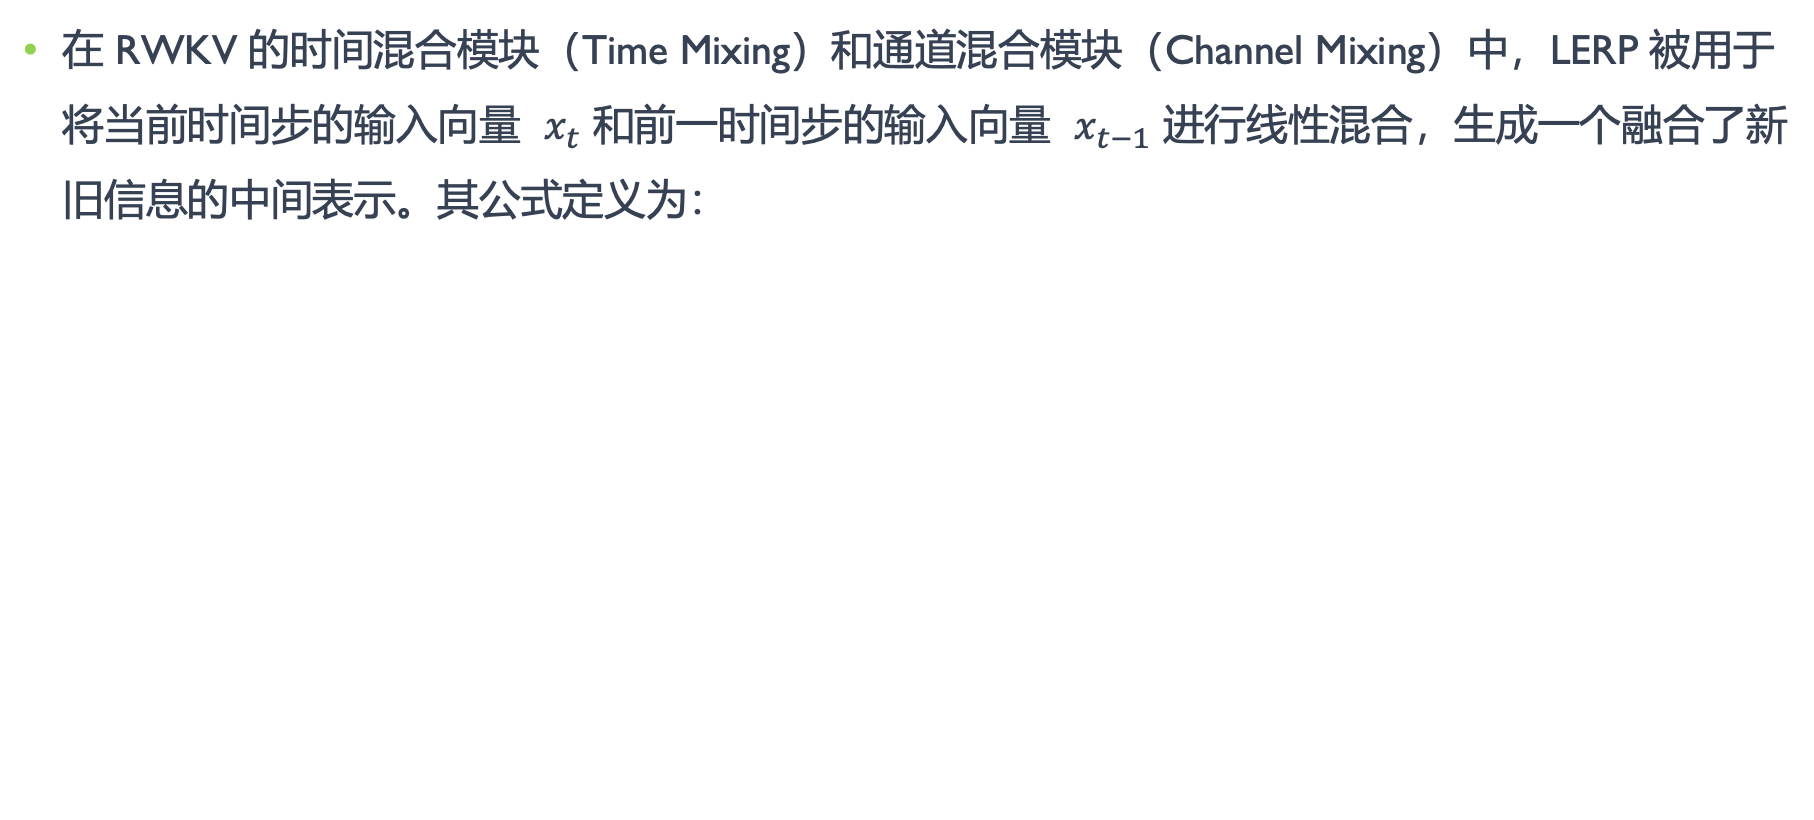 • 在 RWKV 的时间混合模块（Time Mixing）和通道混合模块（Channel Mixing）中，LERP 被用于
将当前时间步的输入向量 $x_t$ 和前一时间步的输入向量 $x_{t-1}$ 进行线性混合，生成一个融合了新
旧信息的中间表示。其公式定义为：